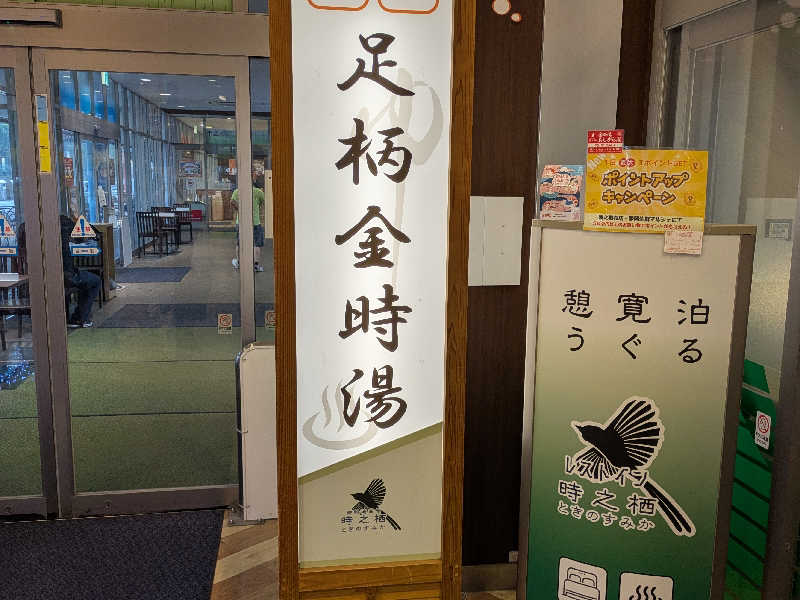 足柄金時湯
ゆ
時之栖
ときのすみか
ポイントアップ
キャンペーン
泊る
寛ぐ
憩う
レストイン
時之栖
ときのすみか